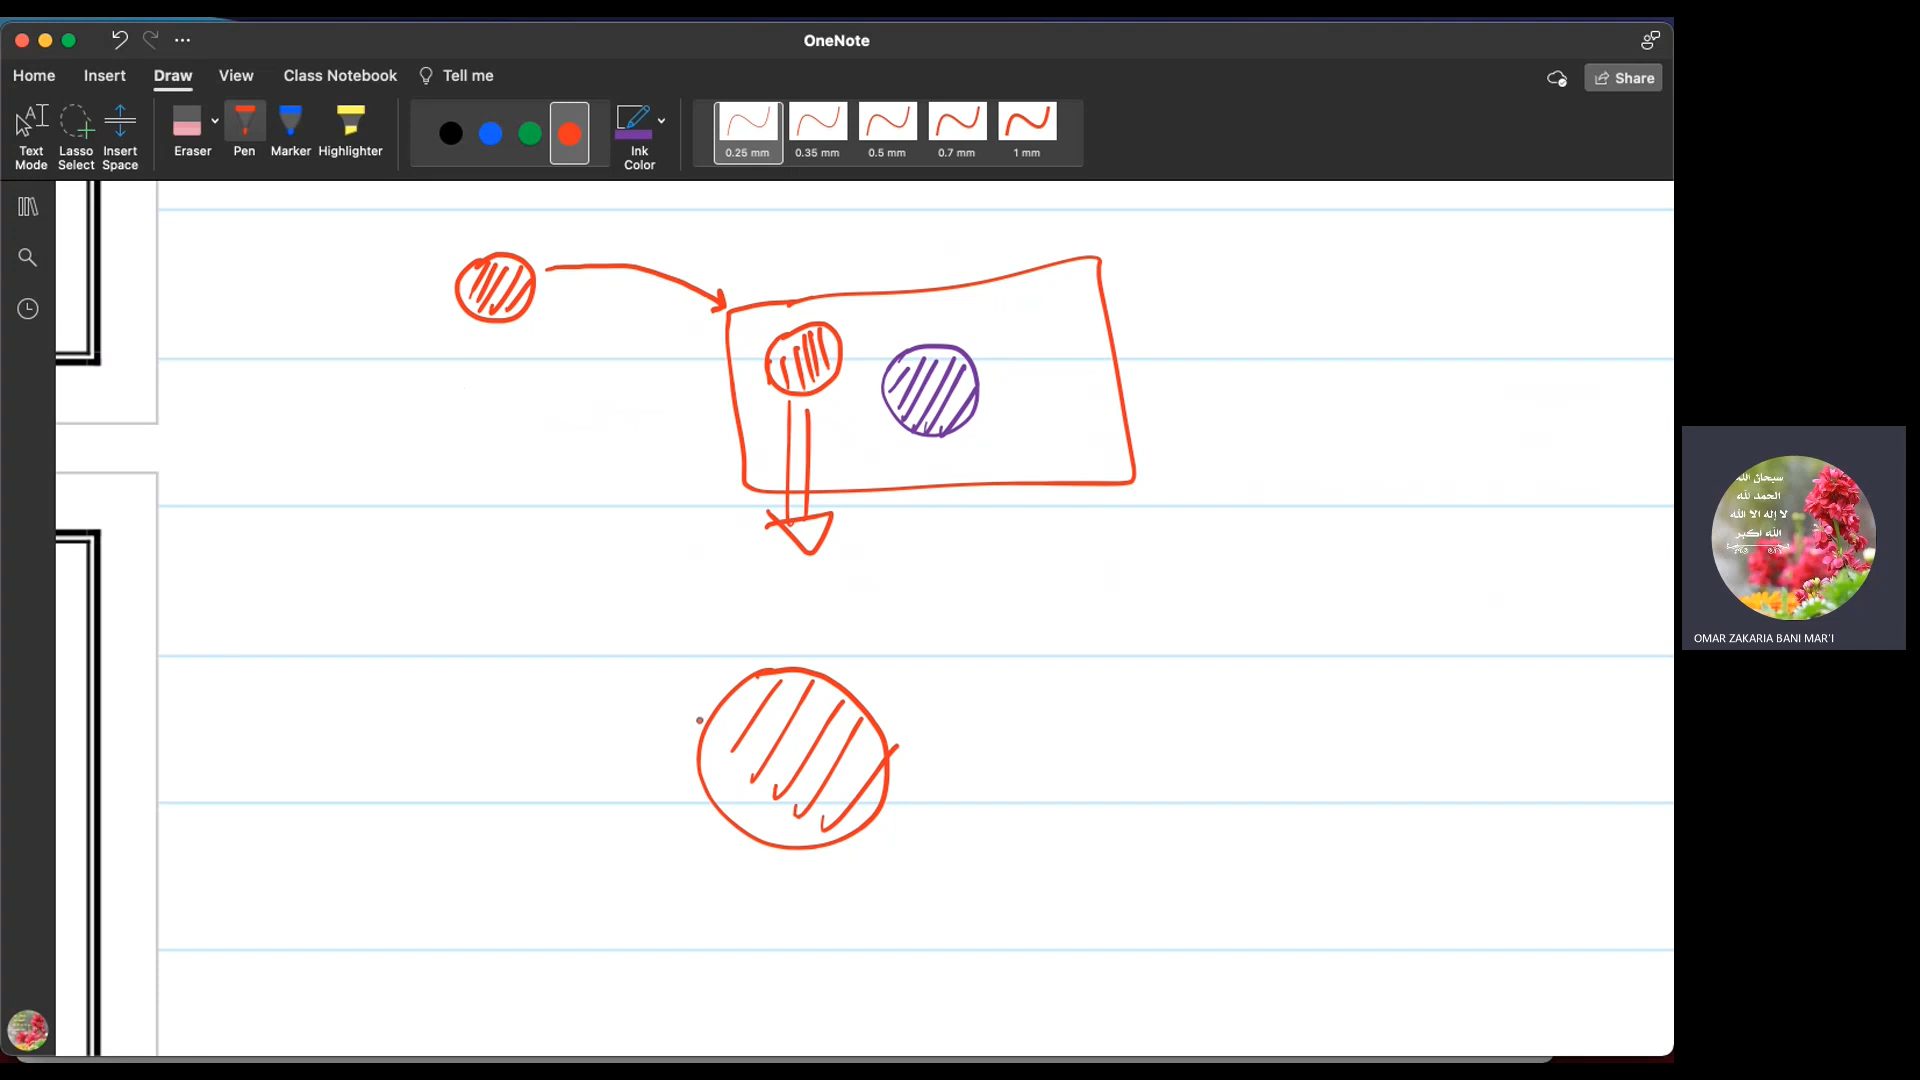 OneNote
Home Insert Draw View Class Notebook Tell me
Share
Text Mode
Lasso Select
Insert Space
Eraser
Pen
Marker
Highlighter
Ink Color
0.25 mm
0.35 mm
0.5 mm
0.7 mm
1 mm
سبحان الله
الحمد لله
لا إله الا الله
الله اكبر
OMAR ZAKARIA BANI MAR'I